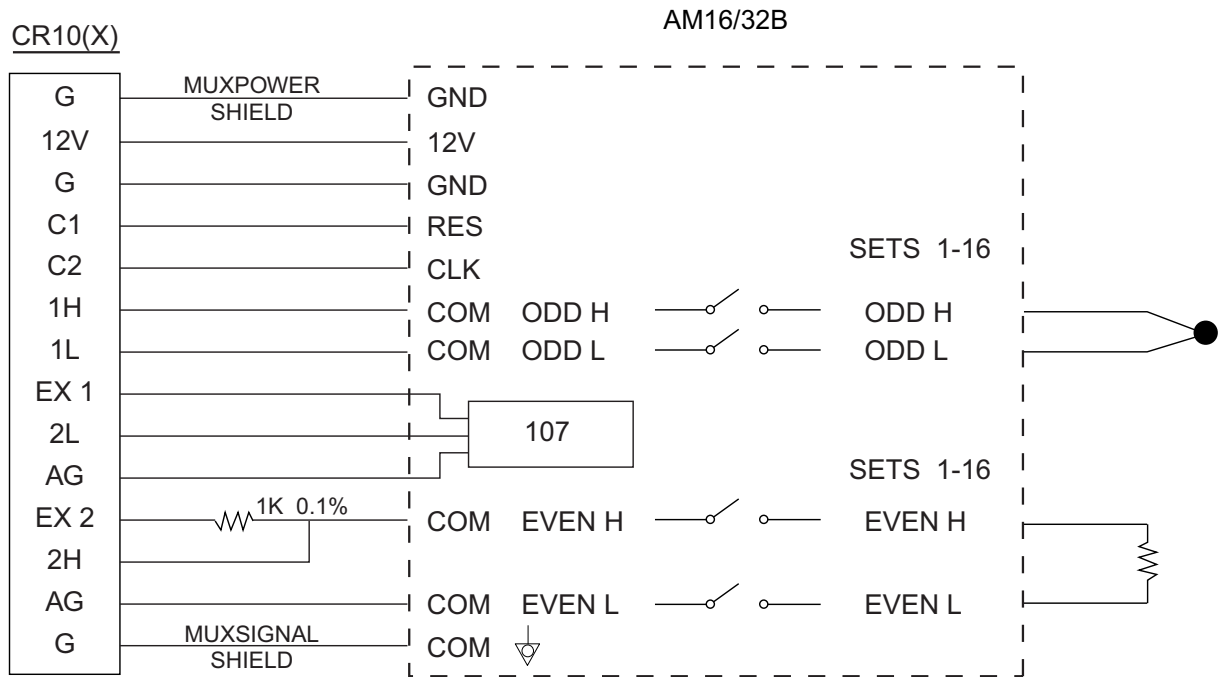 AM16/32B
CR10(X)
G MUXPOWER SHIELD GND
12V 12V
G GND
C1 RES
SETS 1-16
C2 CLK
1H COM ODD H ODD H
1L COM ODD L ODD L
EX 1
2L 107
AG
SETS 1-16
EX 2 1K 0.1% COM EVEN H EVEN H
2H
AG COM EVEN L EVEN L
G MUXSIGNAL SHIELD COM